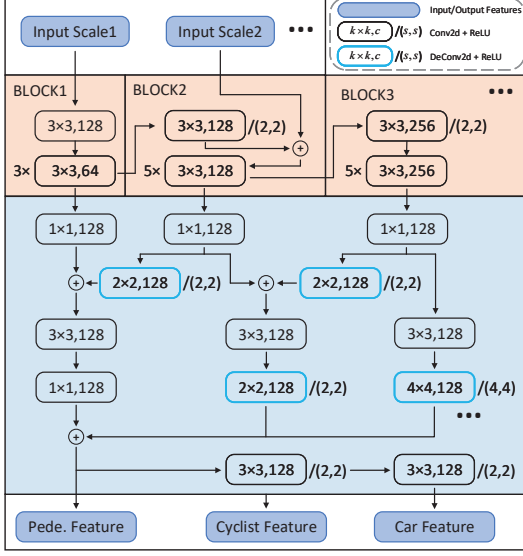 Input Scale1
Input Scale2
•••
Input/Output Features
k×k,c /(s,s) Conv2d + ReLU
k×k,c /(s,s) DeConv2d + ReLU
BLOCK1
BLOCK2
BLOCK3
•••
3×3,128
3×3,128 /(2,2)
3×3,256 /(2,2)
+
3× 3×3,64
5× 3×3,128
5× 3×3,256
1×1,128
1×1,128
1×1,128
+
2×2,128 /(2,2)
+
2×2,128 /(2,2)
3×3,128
3×3,128
3×3,128
1×1,128
2×2,128 /(2,2)
4×4,128 /(4,4)
•••
+
3×3,128 /(2,2)
3×3,128 /(2,2)
Pede. Feature
Cyclist Feature
Car Feature